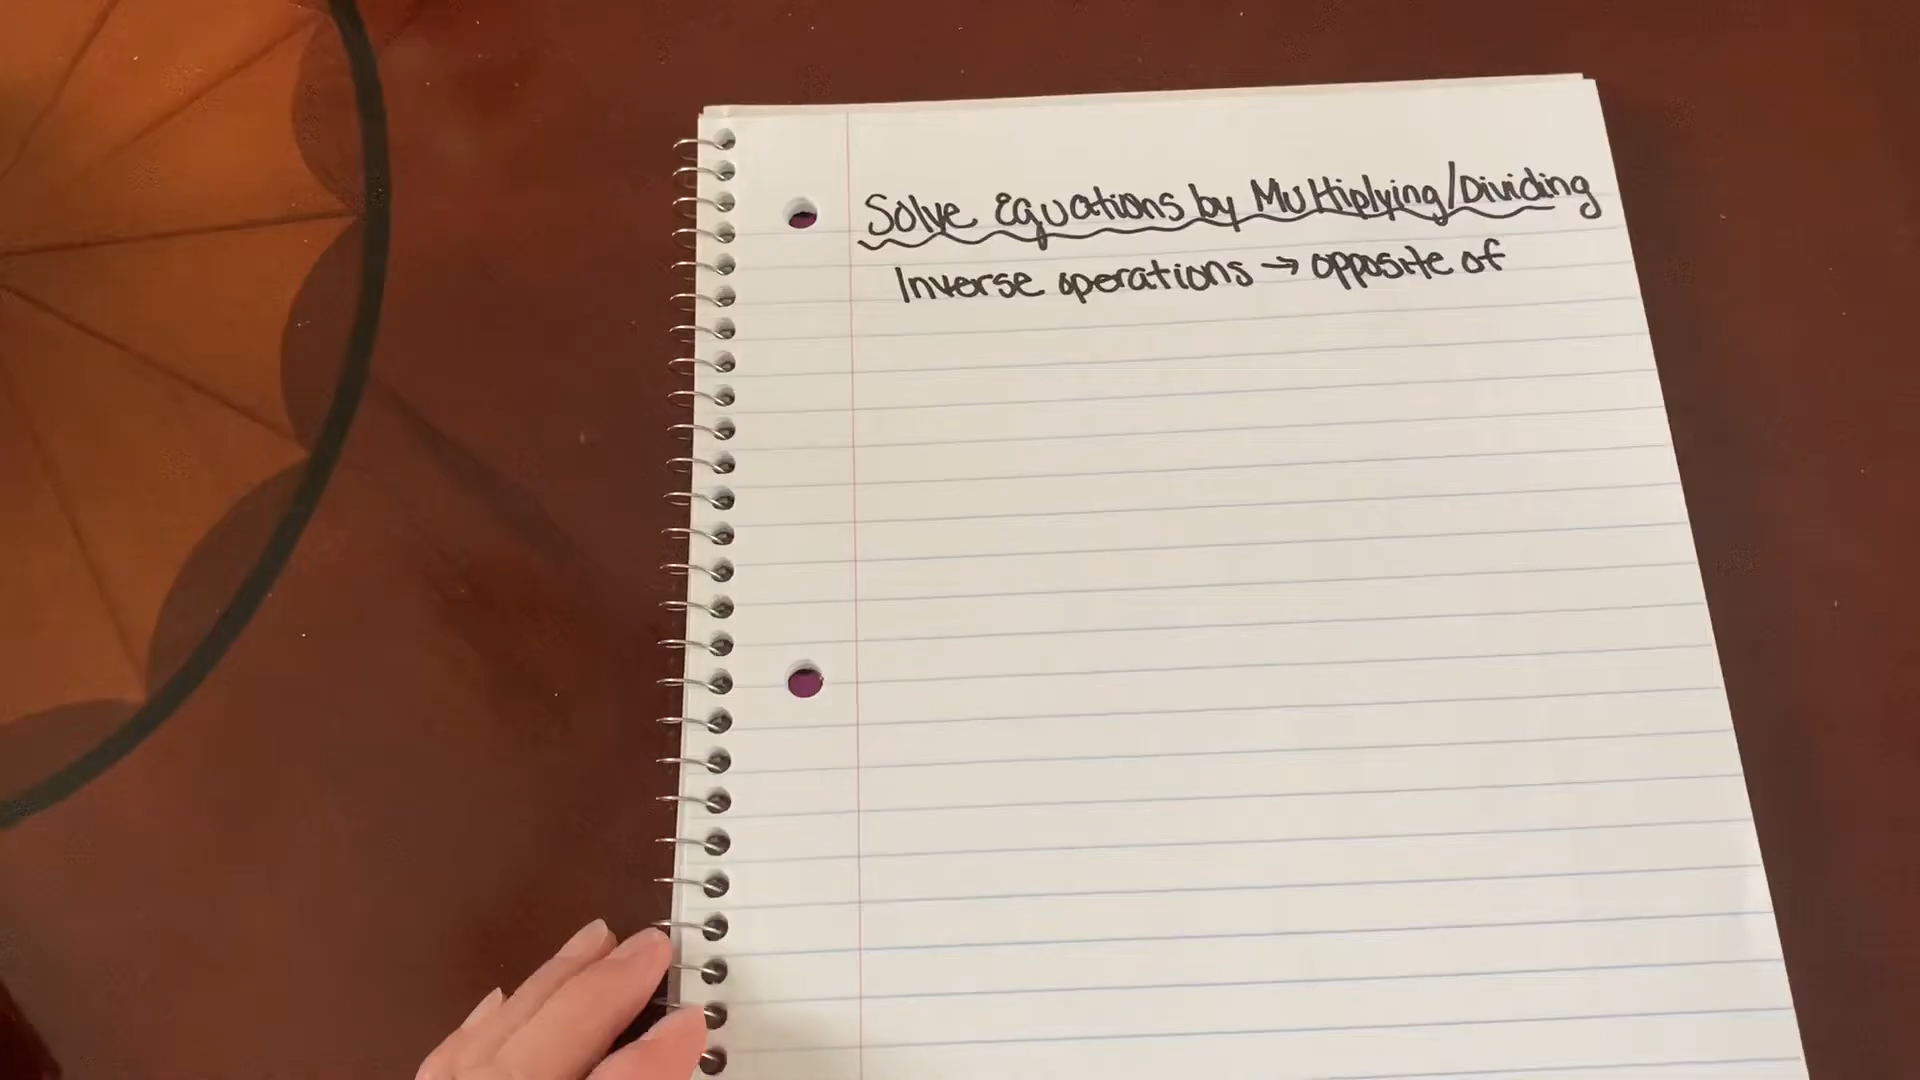 Solve Equations by Multiplying/Dividing
Inverse operations → opposite of